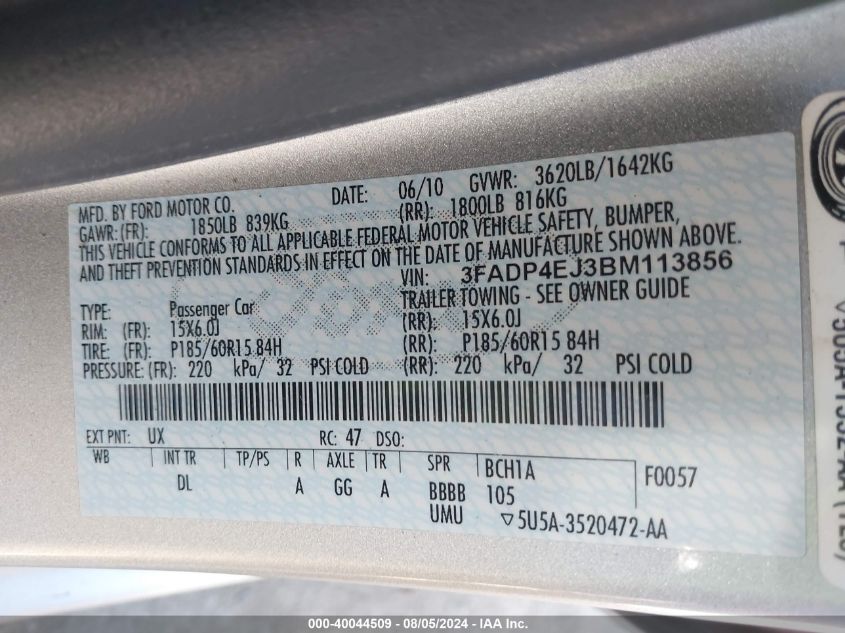 MFD. BY FORD MOTOR CO.
DATE: 06/10 GVWR: 3620LB/1642KG
GAWR: (FR): 1850LB 839KG (RR): 1800LB 816KG
THIS VEHICLE CONFORMS TO ALL APPLICABLE FEDERAL MOTOR VEHICLE SAFETY, BUMPER,
AND THEFT PREVENTION STANDARDS IN EFFECT ON THE DATE OF MANUFACTURE SHOWN ABOVE.
VIN: 3FADP4EJ3BM113856
TYPE: Passenger Car TRAILER TOWING - SEE OWNER GUIDE
RIM: (FR): 15X6.0J (RR): 15X6.0J
TIRE: (FR): P185/60R15 84H (RR): P185/60R15 84H
PRESSURE: (FR): 220 kPa/ 32 PSI COLD (RR): 220 kPa/ 32 PSI COLD
EXT PNT: UX RC: 47 DSO:
WB INT TR TP/PS R AXLE TR SPR BCH1A F0057
DL A GG A BBBB 105
UMU ▽5U5A-3520472-AA
000-40044509 - 08/05/2024 - IAA Inc.